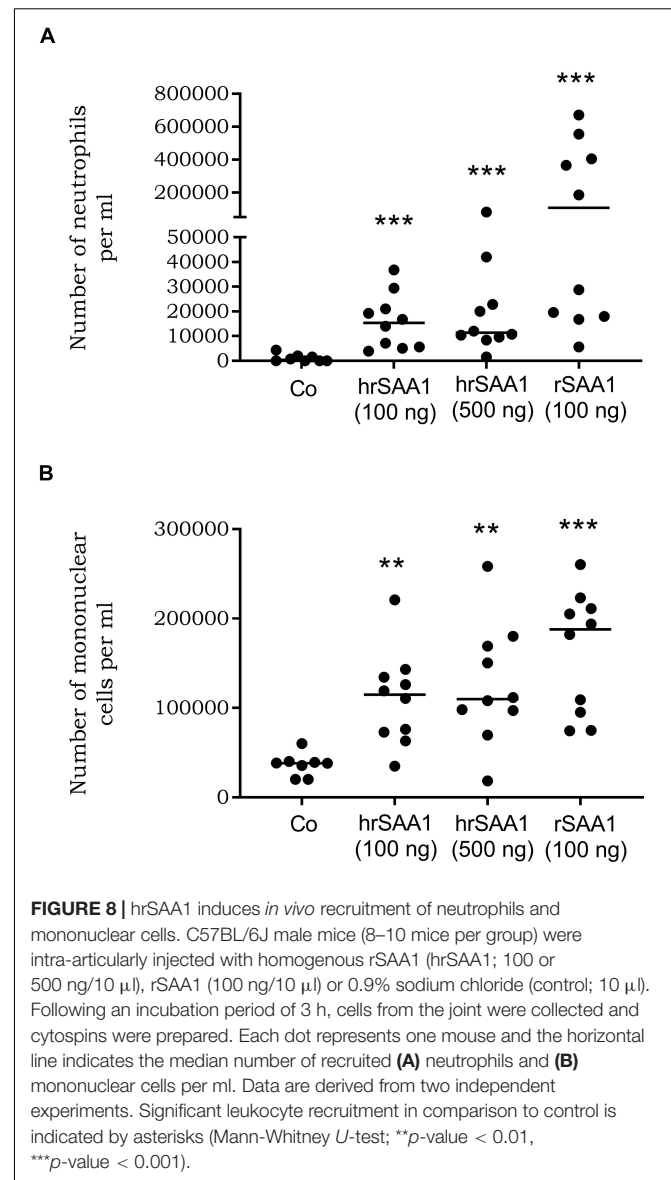 A
***
800000
600000
400000
200000
50000
40000
30000
20000
10000
0
***
***
Number of neutrophils
per ml
Co
hrSAA1
(100 ng)
hrSAA1
(500 ng)
rSAA1
(100 ng)
B
300000
200000
100000
0
**
**
***
Number of mononuclear
cells per ml
Co
hrSAA1
(100 ng)
hrSAA1
(500 ng)
rSAA1
(100 ng)
FIGURE 8 | hrSAA1 induces in vivo recruitment of neutrophils and
mononuclear cells. C57BL/6J male mice (8–10 mice per group) were
intra-articularly injected with homogenous rSAA1 (hrSAA1; 100 or
500 ng/10 μl), rSAA1 (100 ng/10 μl) or 0.9% sodium chloride (control; 10 μl).
Following an incubation period of 3 h, cells from the joint were collected and
cytospins were prepared. Each dot represents one mouse and the horizontal
line indicates the median number of recruited (A) neutrophils and (B)
mononuclear cells per ml. Data are derived from two independent
experiments. Significant leukocyte recruitment in comparison to control is
indicated by asterisks (Mann-Whitney U-test; **p-value < 0.01,
***p-value < 0.001).